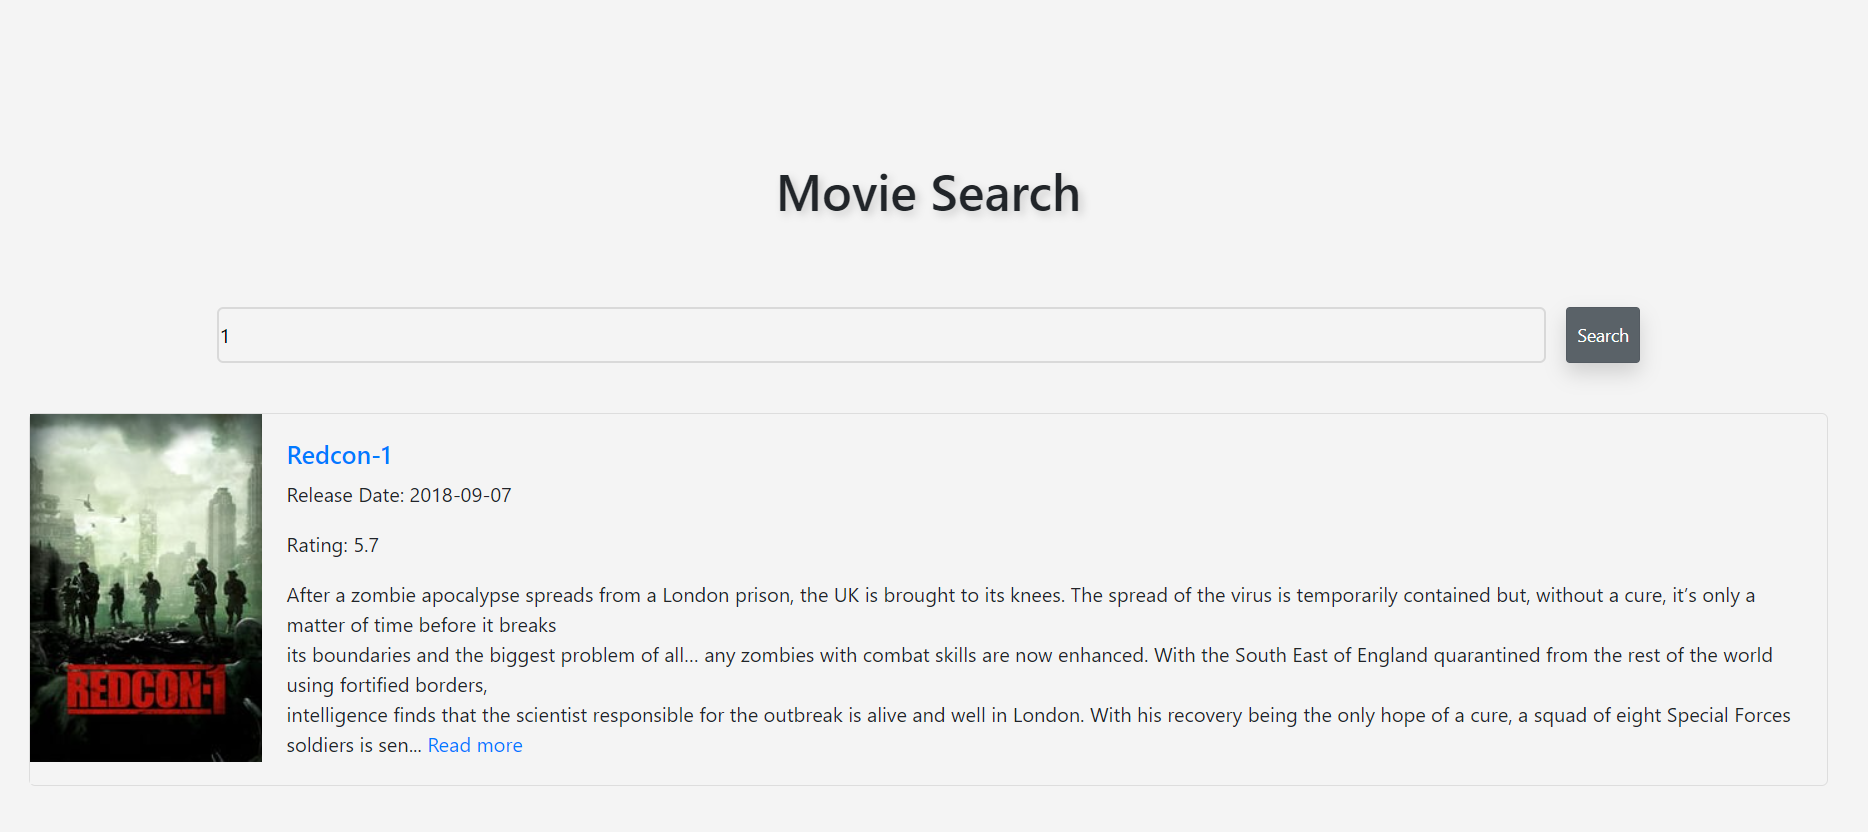 Movie Search
1
Search
Redcon-1
Release Date: 2018-09-07
Rating: 5.7
After a zombie apocalypse spreads from a London prison, the UK is brought to its knees. The spread of the virus is temporarily contained but, without a cure, it’s only a
matter of time before it breaks
its boundaries and the biggest problem of all… any zombies with combat skills are now enhanced. With the South East of England quarantined from the rest of the world
using fortified borders,
intelligence finds that the scientist responsible for the outbreak is alive and well in London. With his recovery being the only hope of a cure, a squad of eight Special Forces
soldiers is sen... Read more
REDCON-1